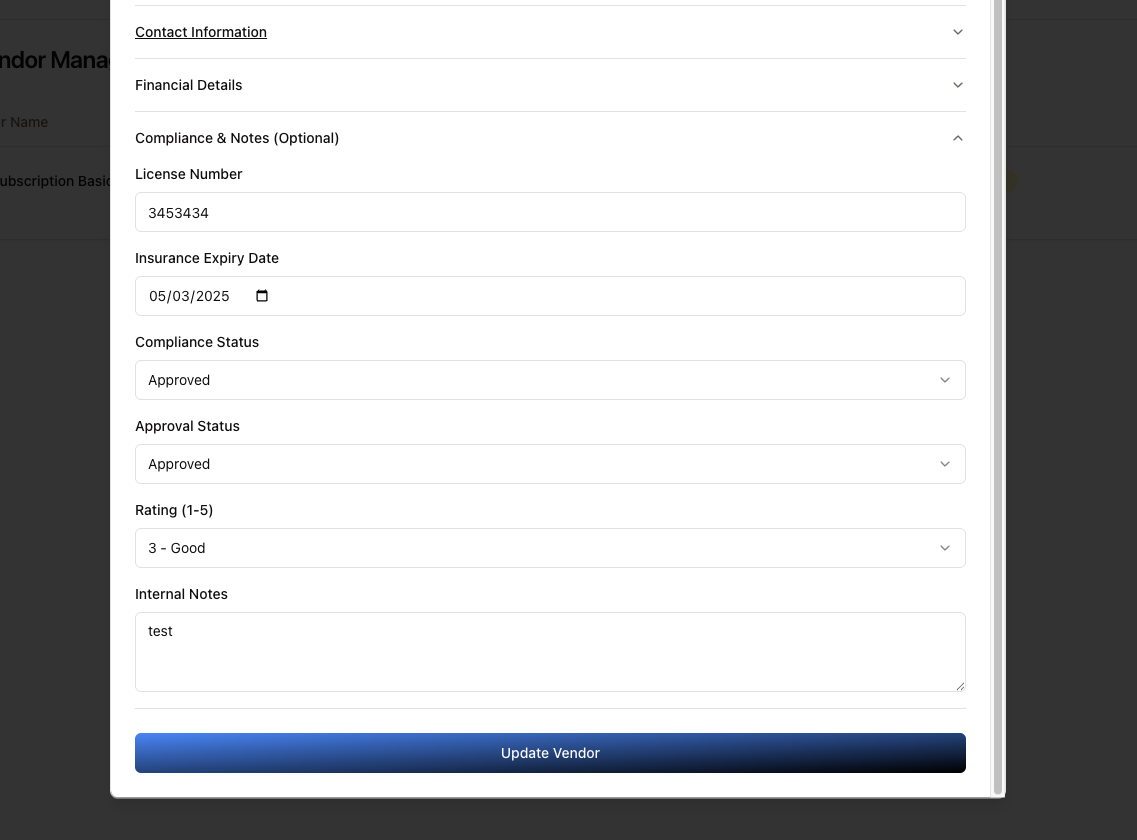 Contact Information
ndor Mana
Financial Details
r Name
Compliance & Notes (Optional)
License Number
ubscription Basic
3453434
Insurance Expiry Date
05/03/2025
Compliance Status
Approved
Approval Status
Approved
Rating (1-5)
3 - Good
Internal Notes
test
Update Vendor